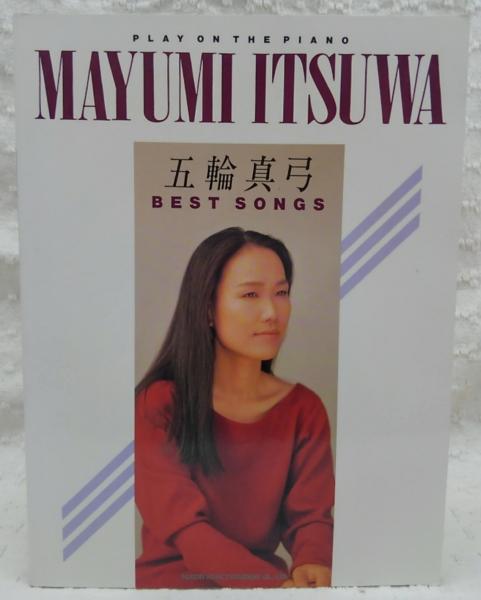 PLAY ON THE PIANO
MAYUMI ITSUWA
五輪真弓
BEST SONGS